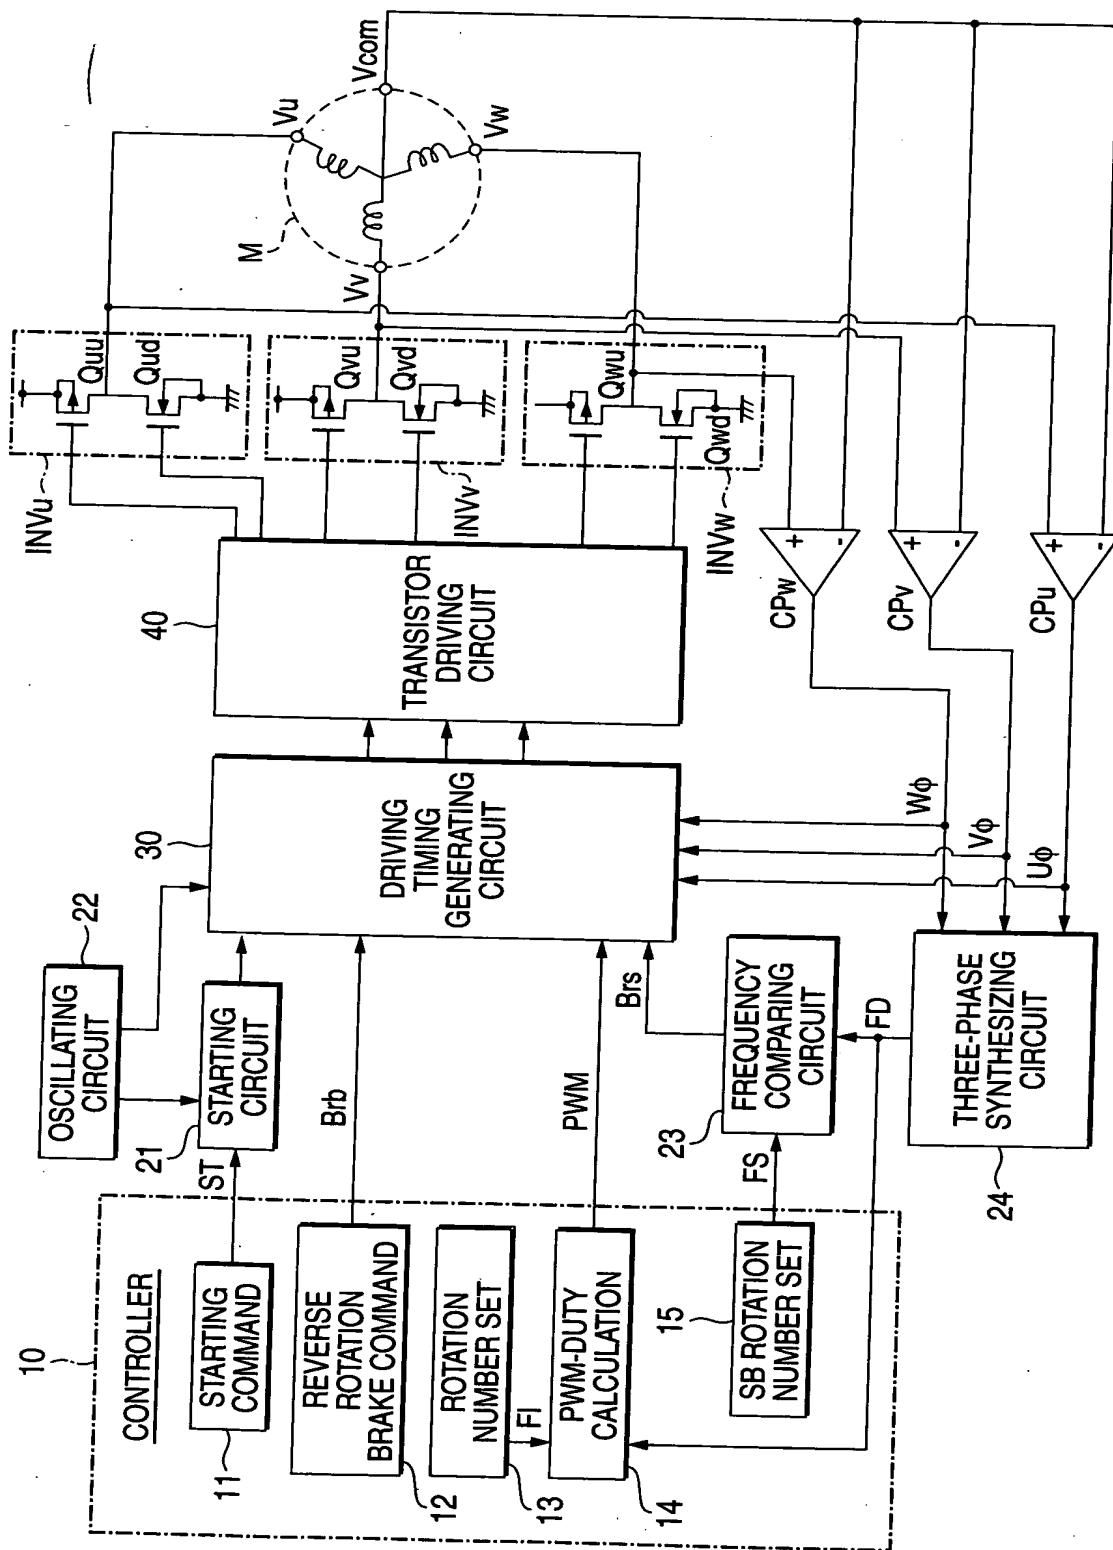 10
CONTROLLER
STARTING
COMMAND
11
ST
REVERSE
ROTATION
BRAKE COMMAND
12
Brb
ROTATION
NUMBER SET
13
FI
PWM-DUTY
CALCULATION
14
PWM
15
SB ROTATION
NUMBER SET
FS
OSCILLATING
CIRCUIT
22
STARTING
CIRCUIT
21
FREQUENCY
COMPARING
CIRCUIT
23
Brs
FD
THREE-PHASE
SYNTHESIZING
CIRCUIT
24
30
DRIVING
TIMING
GENERATING
CIRCUIT
Wϕ
Vϕ
Uϕ
40
TRANSISTOR
DRIVING
CIRCUIT
INVu
Quu
Qud
INVv
Qvu
Qvd
INVw
Qwu
Qwd
M
Vu
Vv
Vw
Vcom
CPw
+
-
CPv
+
-
CPu
+
-